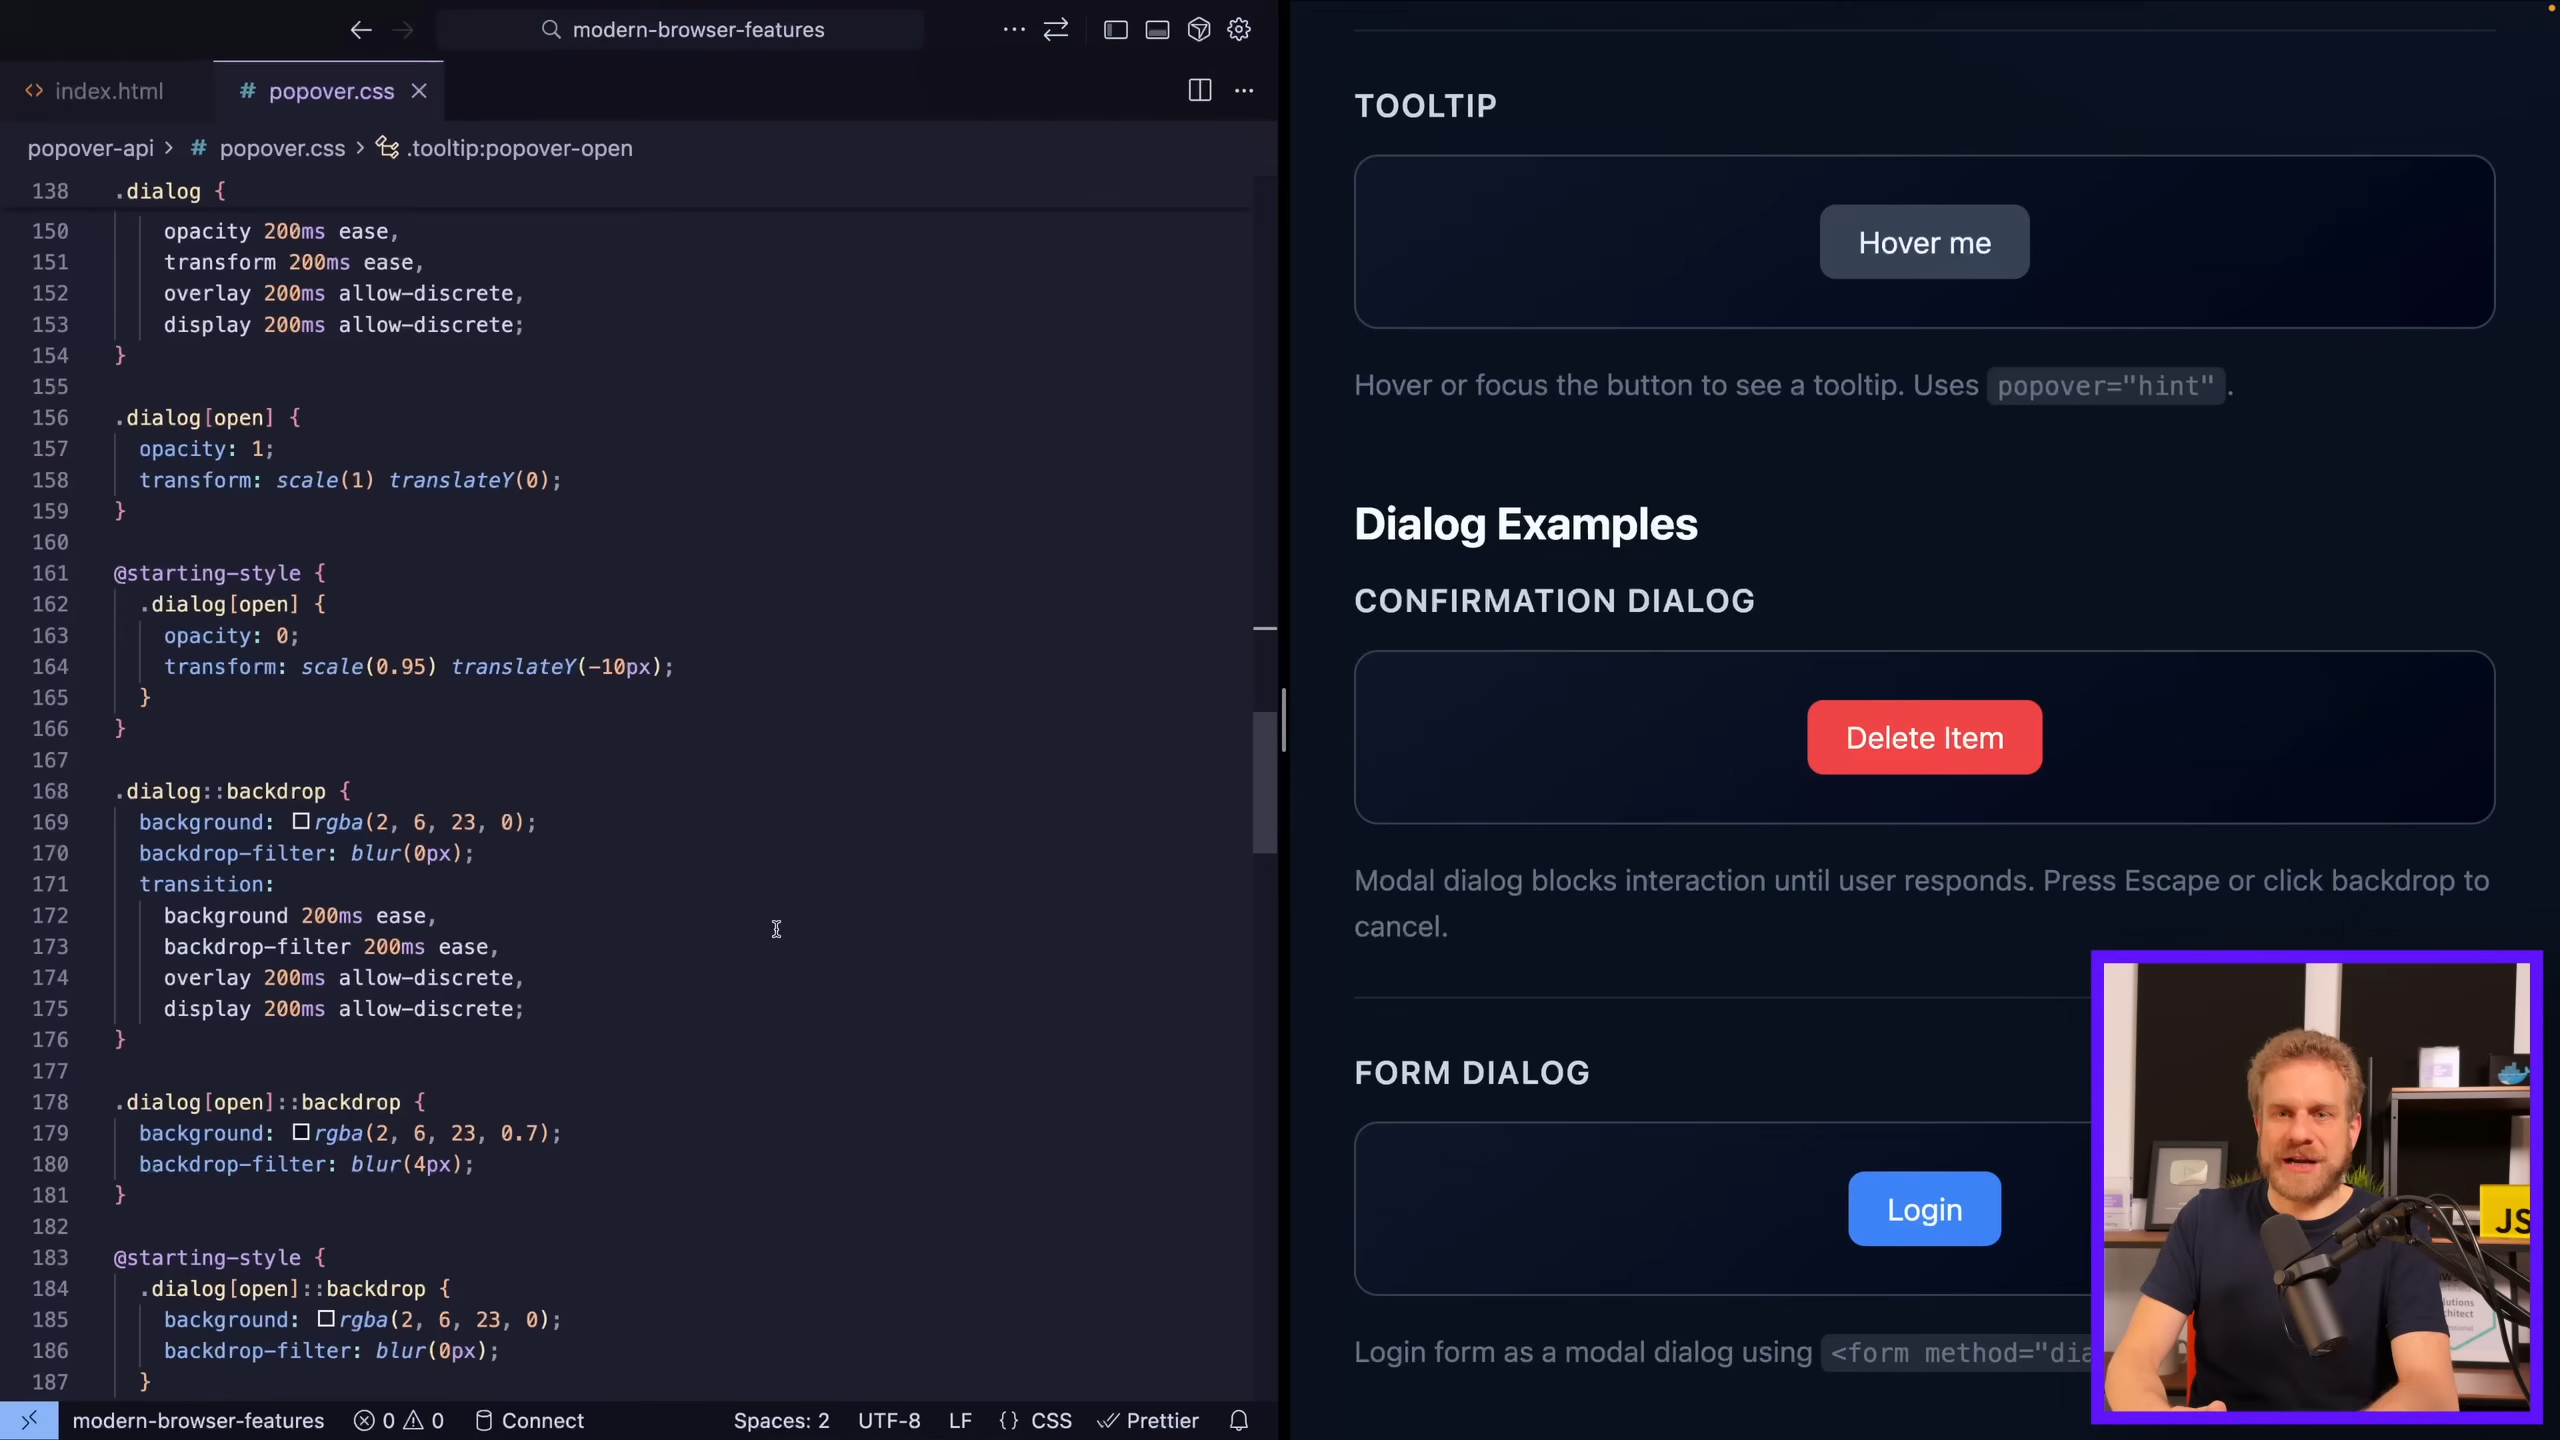 modern-browser-features
index.html
# popover.css
popover-api > # popover.css > .tooltip:popover-open
138 .dialog {
150 opacity 200ms ease,
151 transform 200ms ease,
152 overlay 200ms allow-discrete,
153 display 200ms allow-discrete;
154 }
155
156 .dialog[open] {
157 opacity: 1;
158 transform: scale(1) translateY(0);
159 }
160
161 @starting-style {
162 .dialog[open] {
163 opacity: 0;
164 transform: scale(0.95) translateY(-10px);
165 }
166 }
167
168 .dialog::backdrop {
169 background: rgba(2, 6, 23, 0);
170 backdrop-filter: blur(0px);
171 transition:
172 background 200ms ease,
173 backdrop-filter 200ms ease,
174 overlay 200ms allow-discrete,
175 display 200ms allow-discrete;
176 }
177
178 .dialog[open]::backdrop {
179 background: rgba(2, 6, 23, 0.7);
180 backdrop-filter: blur(4px);
181 }
182
183 @starting-style {
184 .dialog[open]::backdrop {
185 background: rgba(2, 6, 23, 0);
186 backdrop-filter: blur(0px);
187 }
modern-browser-features 0 0 Connect Spaces: 2 UTF-8 LF {} CSS Prettier
TOOLTIP
Hover me
Hover or focus the button to see a tooltip. Uses popover="hint".
Dialog Examples
CONFIRMATION DIALOG
Delete Item
Modal dialog blocks interaction until user responds. Press Escape or click backdrop to
cancel.
FORM DIALOG
Login
Login form as a modal dialog using <form method="dia
JS